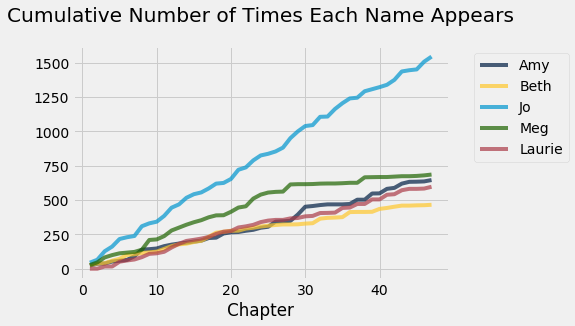 Cumulative Number of Times Each Name Appears
1500
1250
1000
750
500
250
0
0
10
20
30
40
Chapter
Amy
Beth
Jo
Meg
Laurie